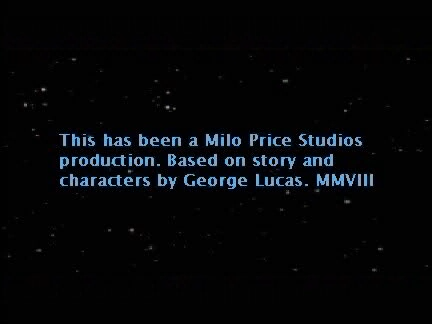 This has been a Milo Price Studios
production. Based on story and
characters by George Lucas. MMVIII